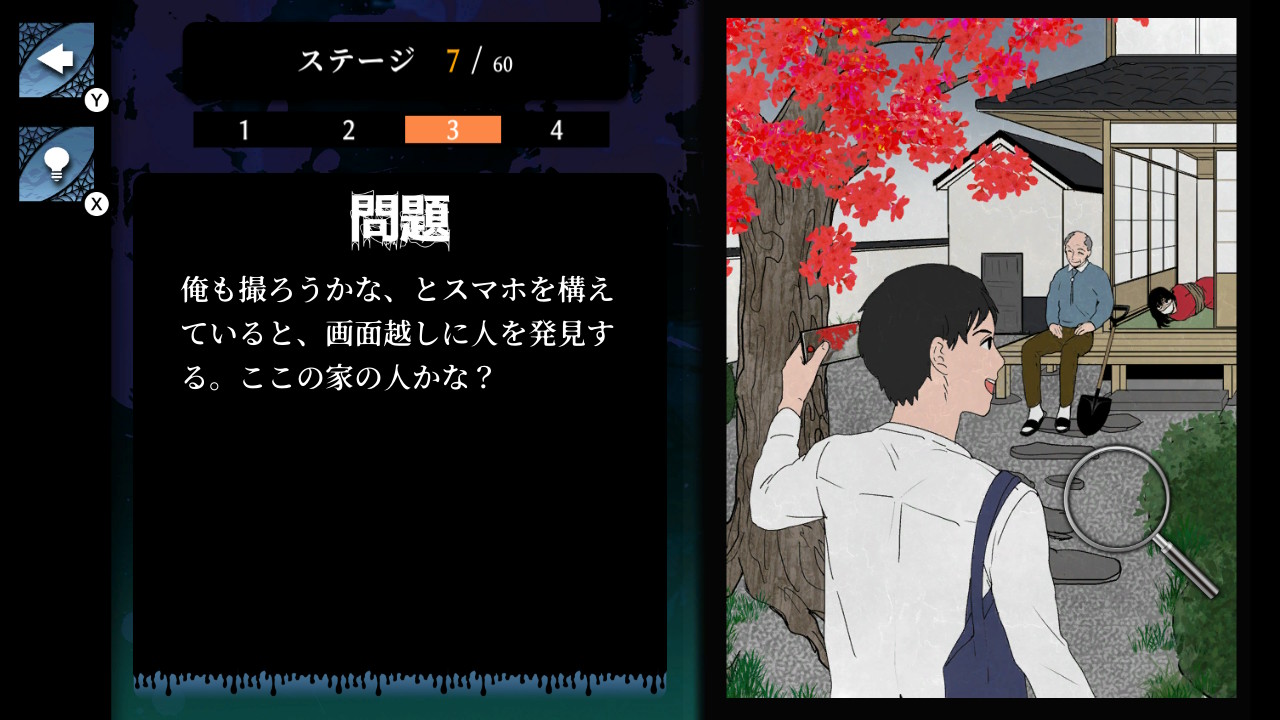 Y
X
ステージ 7 / 60
1 2 3 4
問題
俺も撮ろうかな、とスマホを構え
ていると、画面越しに人を発見す
る。ここの家の人かな？